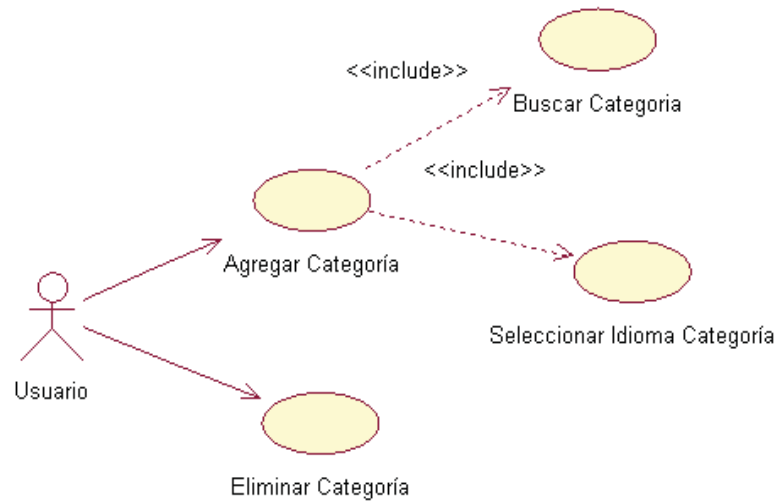 <<include>>
Buscar Categoria
<<include>>
Agregar Categoría
Seleccionar Idioma Categoría
Usuario
Eliminar Categoría